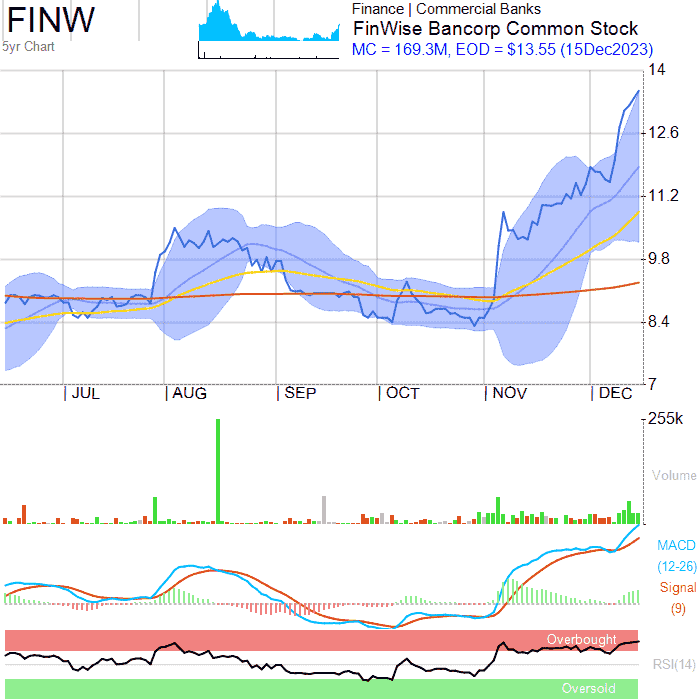 FINW
5yr Chart
Finance | Commercial Banks
FinWise Bancorp Common Stock
MC = 169.3M, EOD = $13.55 (15Dec2023)
14
12.6
11.2
9.8
8.4
7
JUL
AUG
SEP
OCT
NOV
DEC
255k
Volume
MACD
(12-26)
Signal
(9)
Overbought
RSI(14)
Oversold